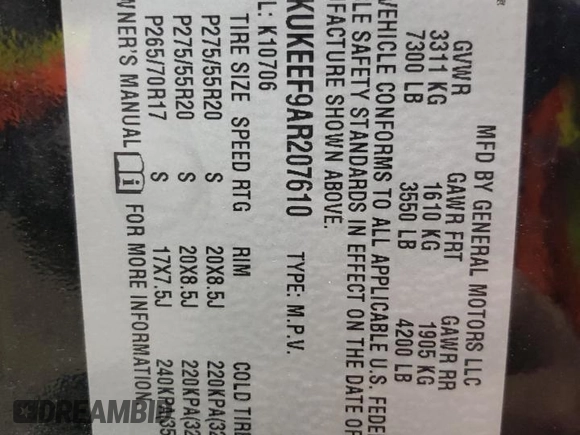 MFD BY GENERAL MOTORS LLC
GVWR GAWR FRT GAWR RR
3311 KG 1610 KG 1905 KG
7300 LB 3550 LB 4200 LB
VEHICLE CONFORMS TO ALL APPLICABLE U.S. FEDE
LE SAFETY STANDARDS IN EFFECT ON THE DATE OF
FACTURE SHOWN ABOVE.
KUKEEF9AR207610 TYPE: M.P.V.
L: K10706
TIRE SIZE SPEED RTG RIM COLD TIRE
P275/55R20 S 20X8.5J 220KPA(32
P275/55R20 S 20X8.5J 220KPA(32
P265/70R17 S 17X7.5J 240KPA(35
WNER'S MANUAL FOR MORE INFORMATION
DREAMBID